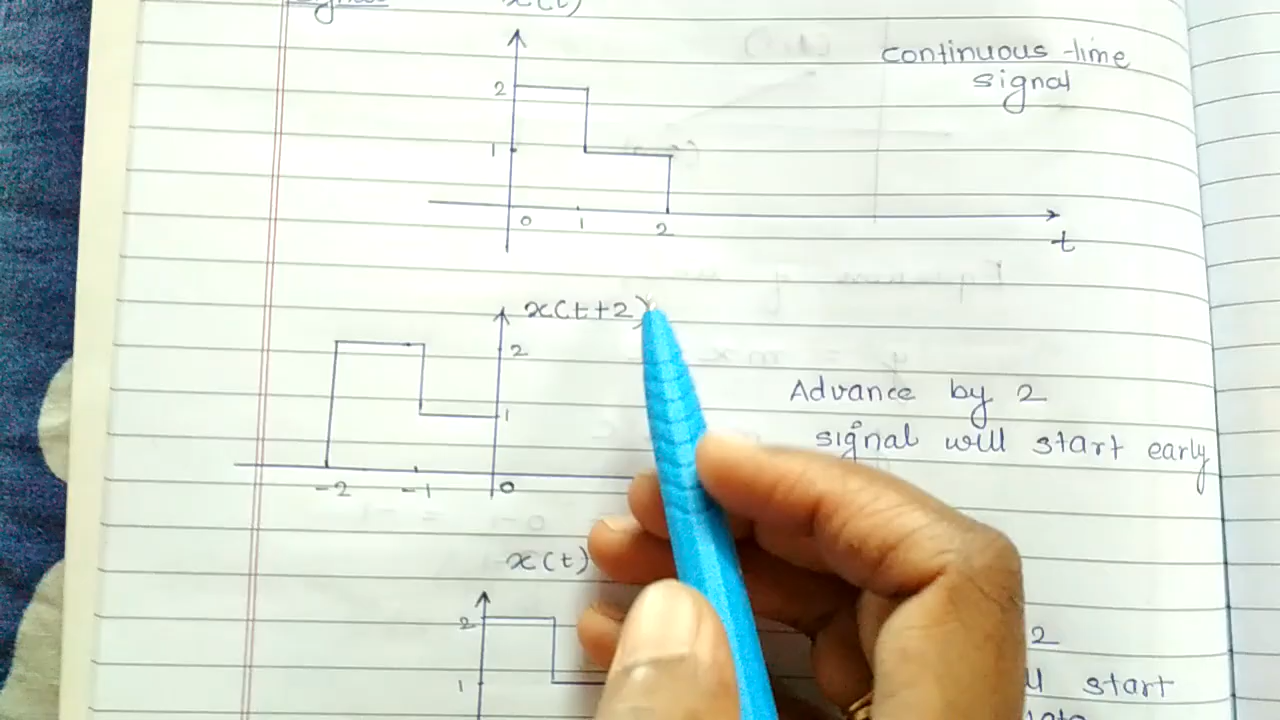 x(t)
continuous-time
signal
2
1
0 1 2
t
x(t+2)
2
1
-2 -1 0
Advance by 2
signal will start early
x(t)
2
1
2
start